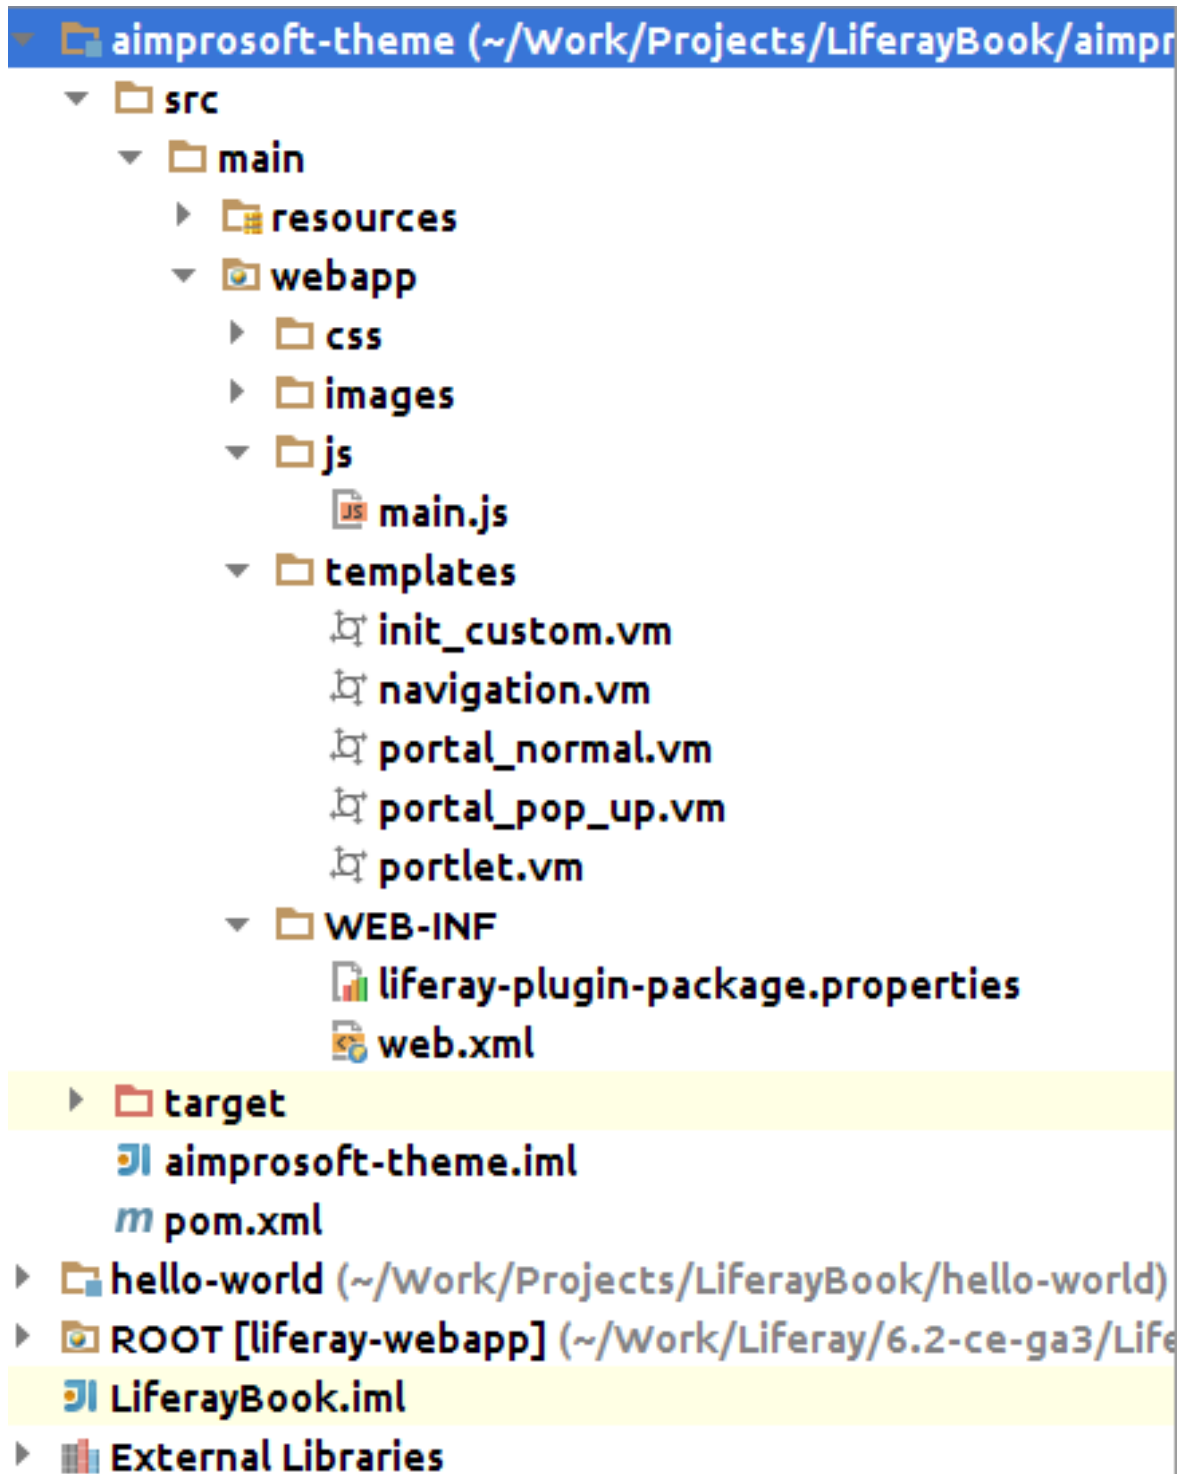 aimprosoft-theme (~/Work/Projects/LiferayBook/aimpr
src
main
resources
webapp
css
images
js
JS main.js
templates
init_custom.vm
navigation.vm
portal_normal.vm
portal_pop_up.vm
portlet.vm
WEB-INF
liferay-plugin-package.properties
web.xml
target
aimprosoft-theme.iml
m pom.xml
hello-world (~/Work/Projects/LiferayBook/hello-world)
ROOT [liferay-webapp] (~/Work/Liferay/6.2-ce-ga3/Life
LiferayBook.iml
External Libraries